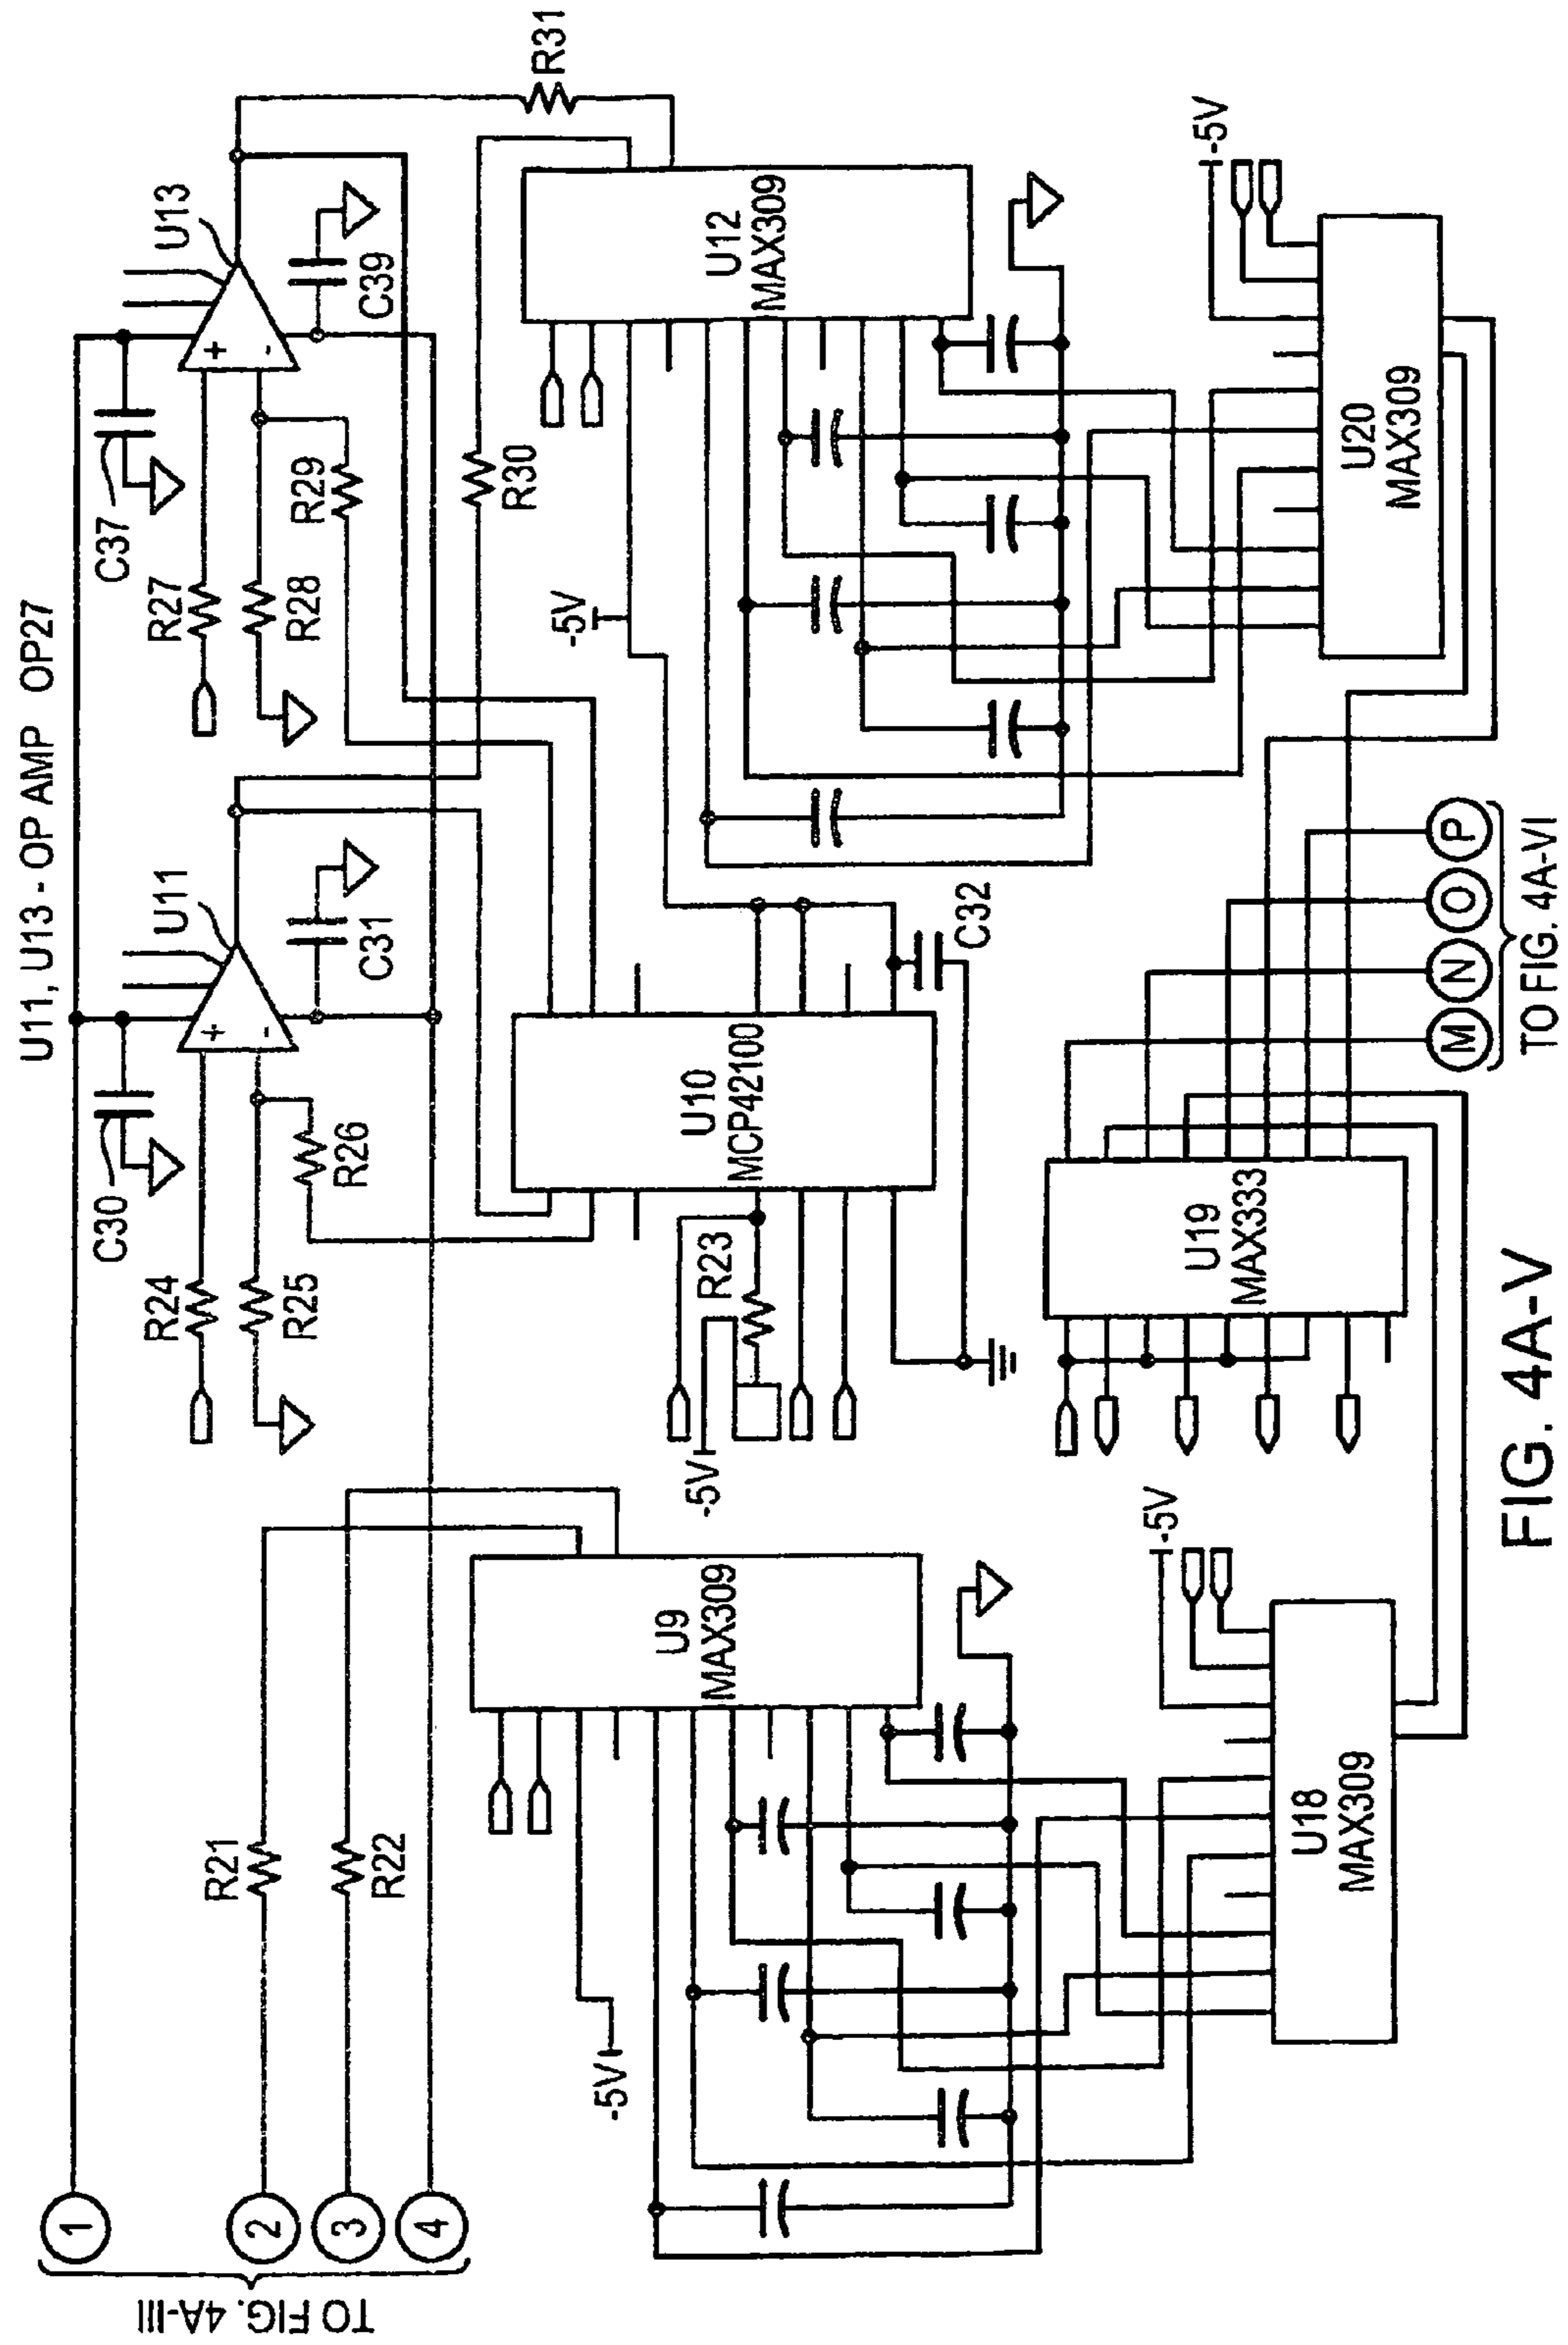 U11, U13 - OP AMP OP27
TO FIG. 4A-III
1
2
3
4
R21
R22
C30
R24
R25
R26
+
-
U11
C31
C37
R27
R28
R29
+
-
U13
C39
R30
R31
U9
MAX309
-5V
U10
MCP42100
R23
-5V
C32
-5V
U12
MAX309
U18
MAX309
-5V
U19
MAX333
U20
MAX309
-5V
M
N
O
P
TO FIG. 4A-VI
FIG. 4A-V